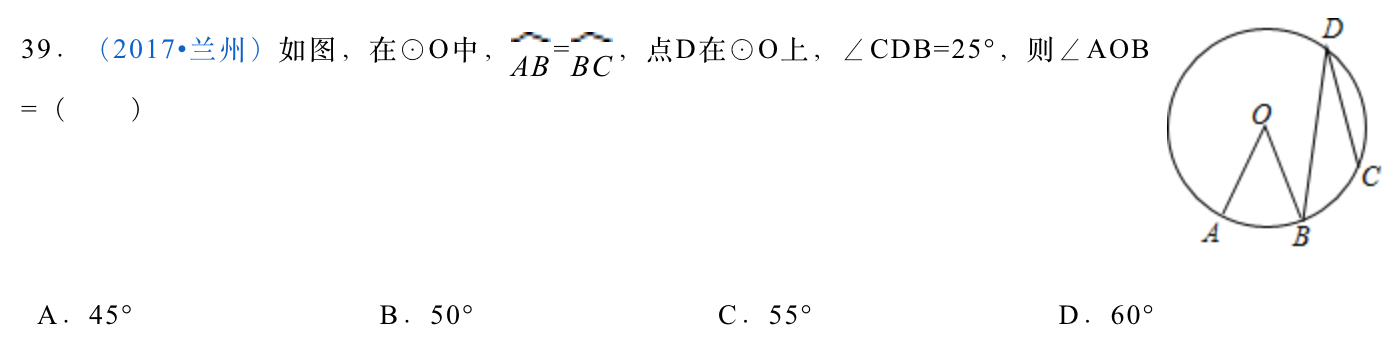 39．（2017•兰州）如图，在⊙O中，AB=BC，点D在⊙O上，∠CDB=25°，则∠AOB
=（　　）
D
O
C
A
B
A．45°
B．50°
C．55°
D．60°